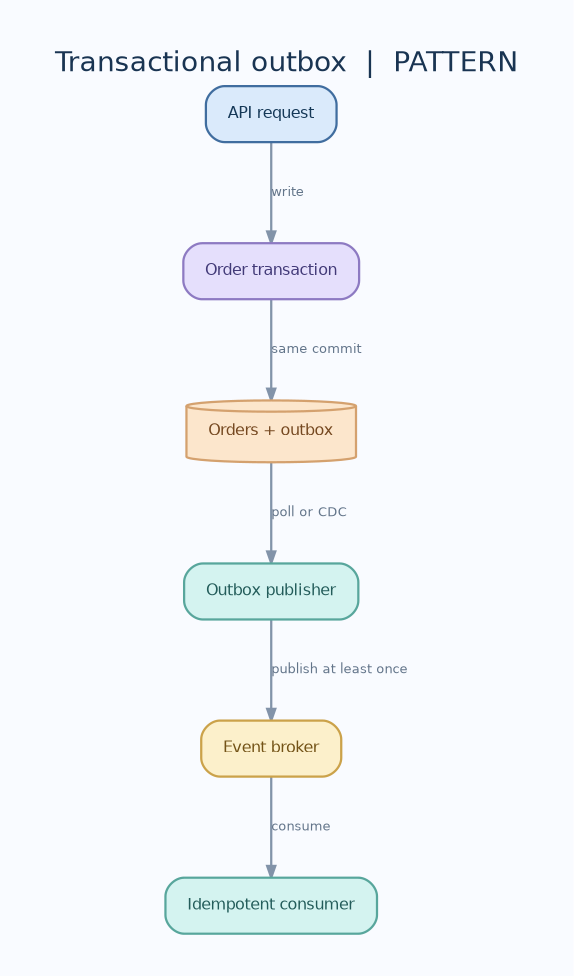 Transactional outbox | PATTERN
API request
write
Order transaction
same commit
Orders + outbox
poll or CDC
Outbox publisher
publish at least once
Event broker
consume
Idempotent consumer